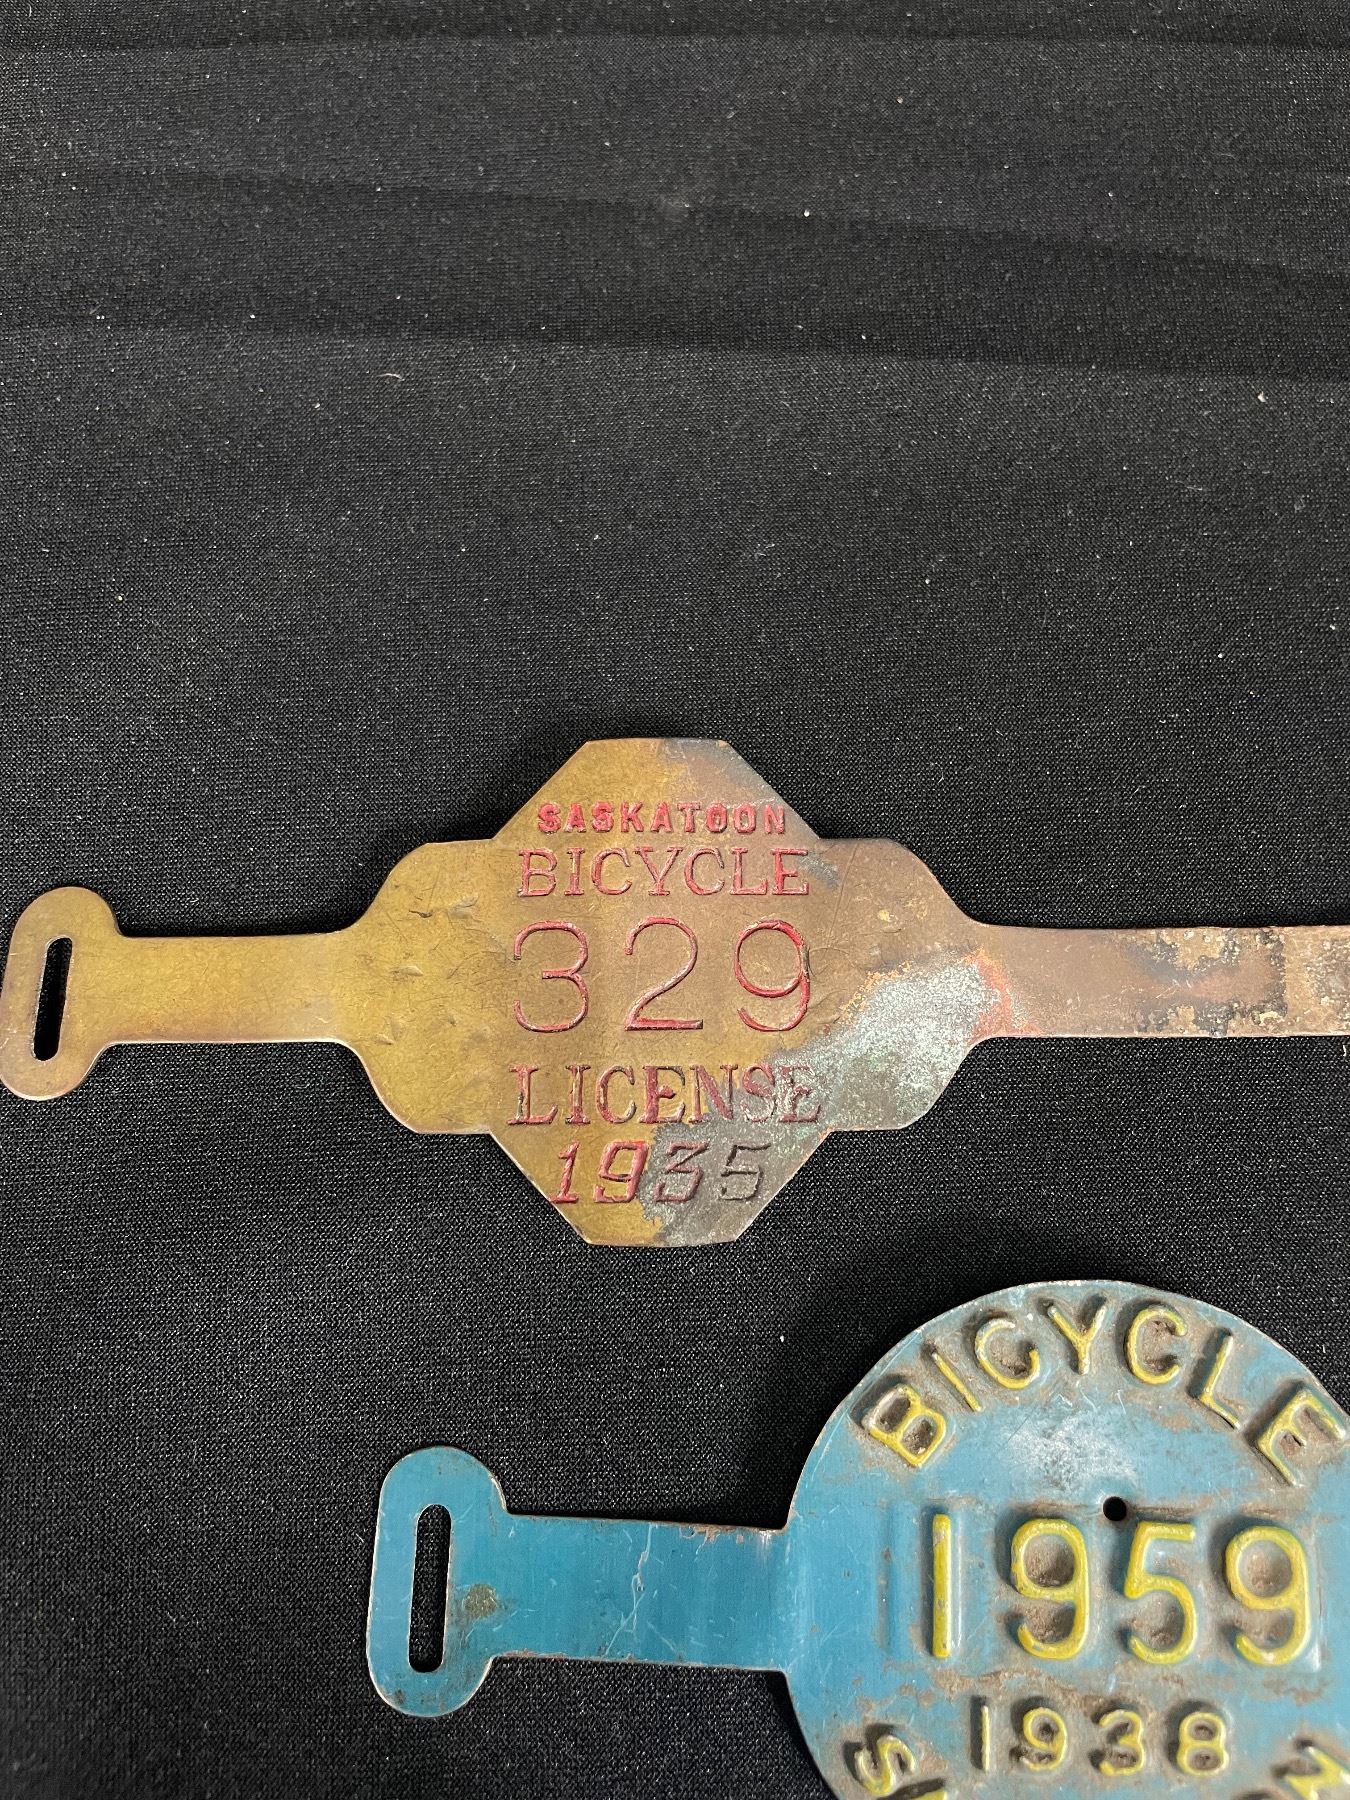 SASKATOON
BICYCLE
329
LICENSE
1935
BICYCLE
1959
1938